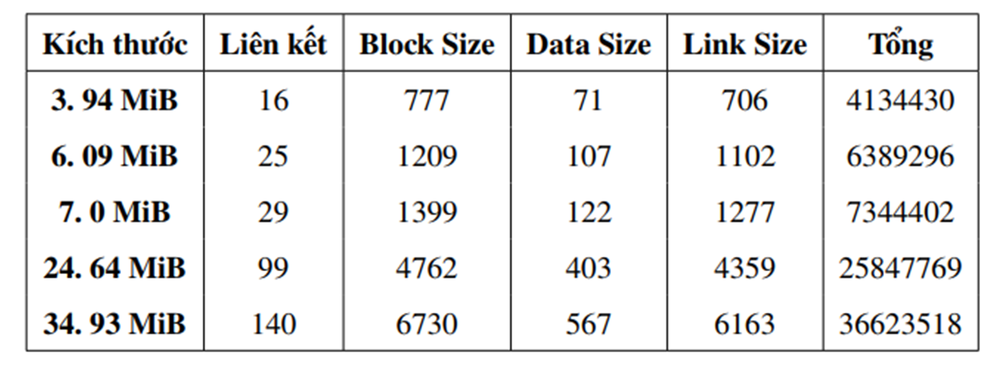 Kích thước Liên kết Block Size Data Size Link Size Tổng
3. 94 MiB 16 777 71 706 4134430
6. 09 MiB 25 1209 107 1102 6389296
7. 0 MiB 29 1399 122 1277 7344402
24. 64 MiB 99 4762 403 4359 25847769
34. 93 MiB 140 6730 567 6163 36623518